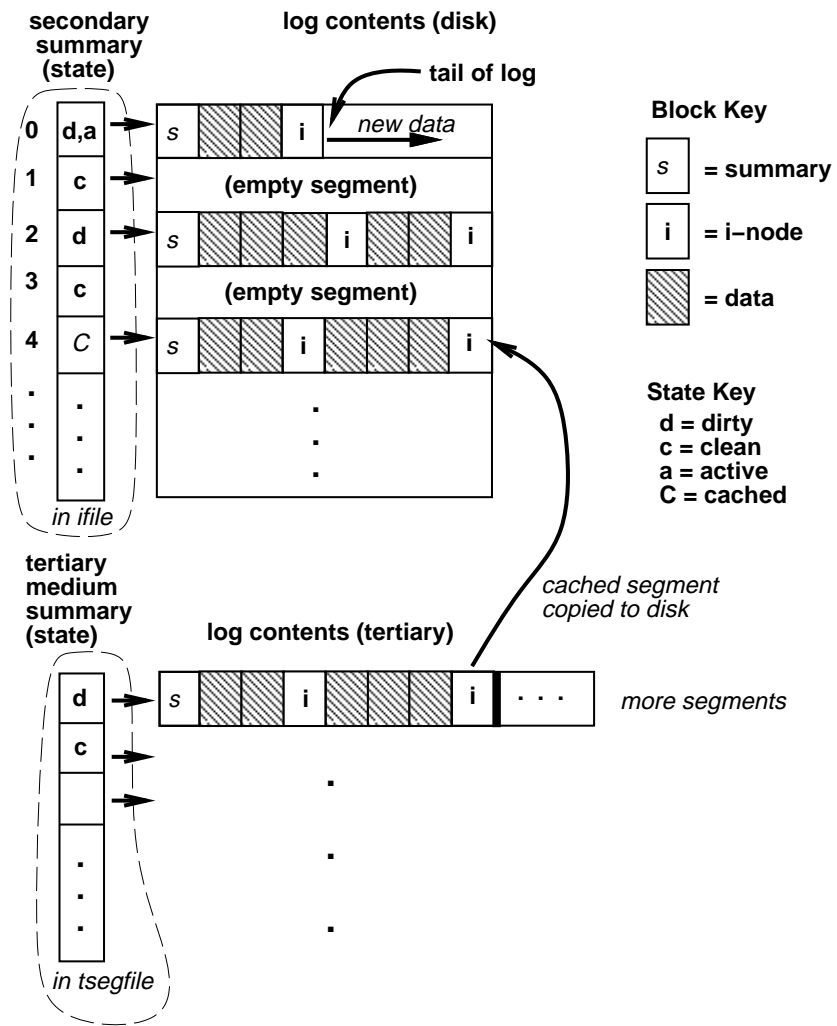 secondary
summary
(state)
log contents (disk)
tail of log
0
d,a
s
i
new data
1
c
(empty segment)
2
d
s
i
i
3
c
(empty segment)
4
C
s
i
i
.
.
.
.
.
.
.
.
.
in ifile
Block Key
s
= summary
i
= i-node
= data
State Key
d = dirty
c = clean
a = active
C = cached
cached segment
copied to disk
tertiary
medium
summary
(state)
log contents (tertiary)
d
s
i
i
. . .
more segments
c
.
.
.
.
.
.
in tsegfile